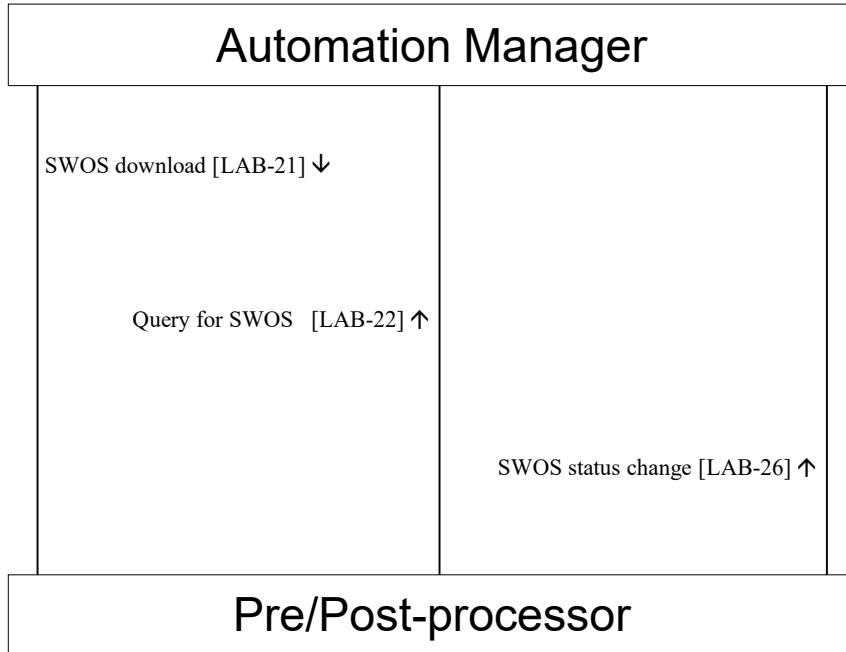 Automation Manager
SWOS download [LAB-21] ↓
Query for SWOS [LAB-22] ↑
SWOS status change [LAB-26] ↑
Pre/Post-processor